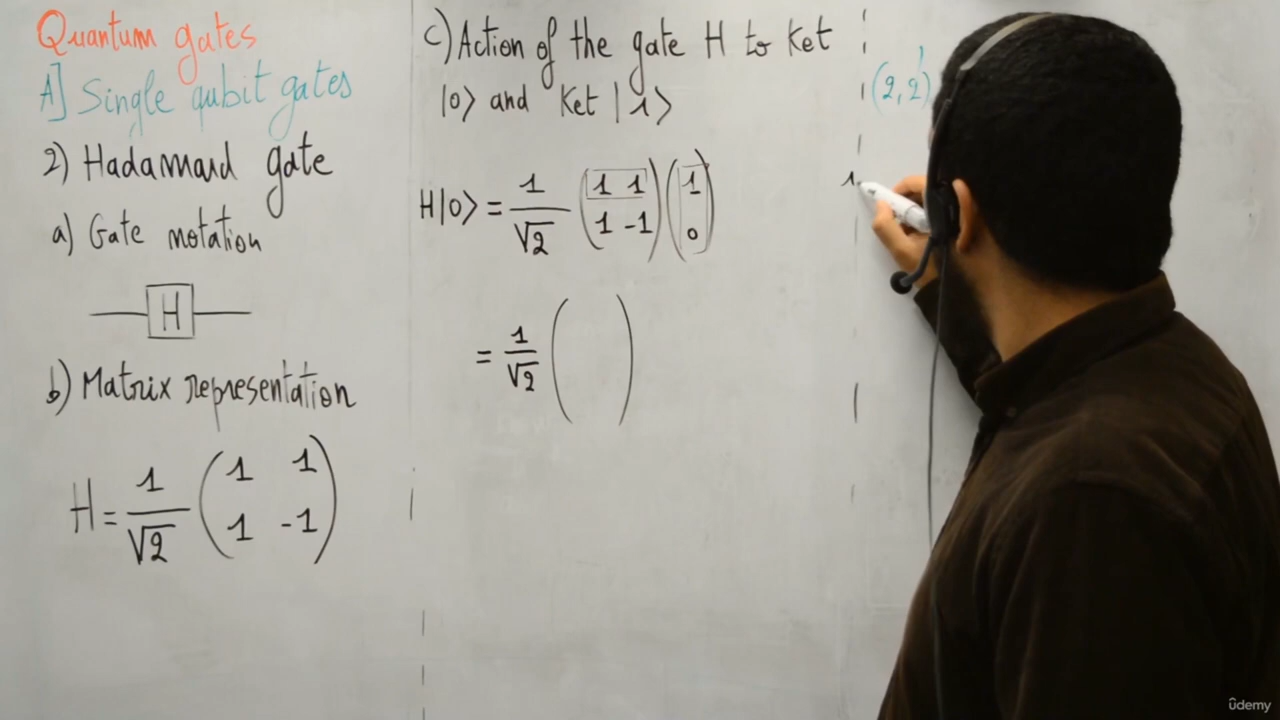 Quantum gates
A] Single qubit gates
2) Hadamard gate
a) Gate notation
H
b) Matrix representation
H = 1/√2 (1 1
1 -1)
c) Action of the gate H to Ket
|0> and Ket |1>
H|0> = 1/√2 (1 1
1 -1) (1
0)
= 1/√2 ( )
(2,2)
1
udemy